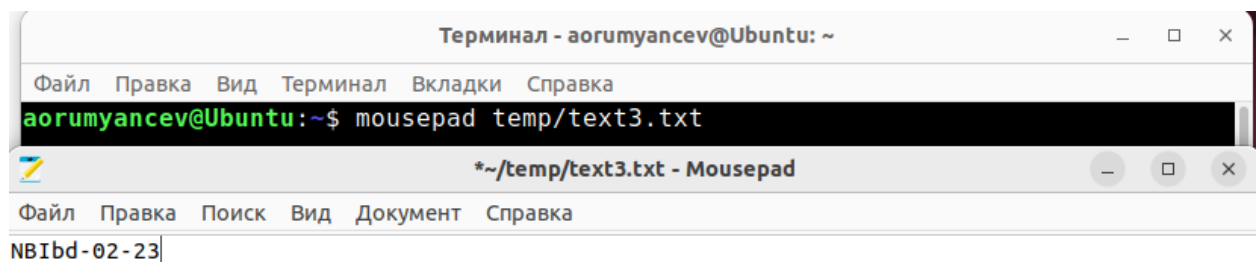 Терминал - aorumyancev@Ubuntu: ~
Файл Правка Вид Терминал Вкладки Справка
aorumyancev@Ubuntu:~$ mousepad temp/text3.txt
*~/temp/text3.txt - Mousepad
Файл Правка Поиск Вид Документ Справка
NBIbd-02-23